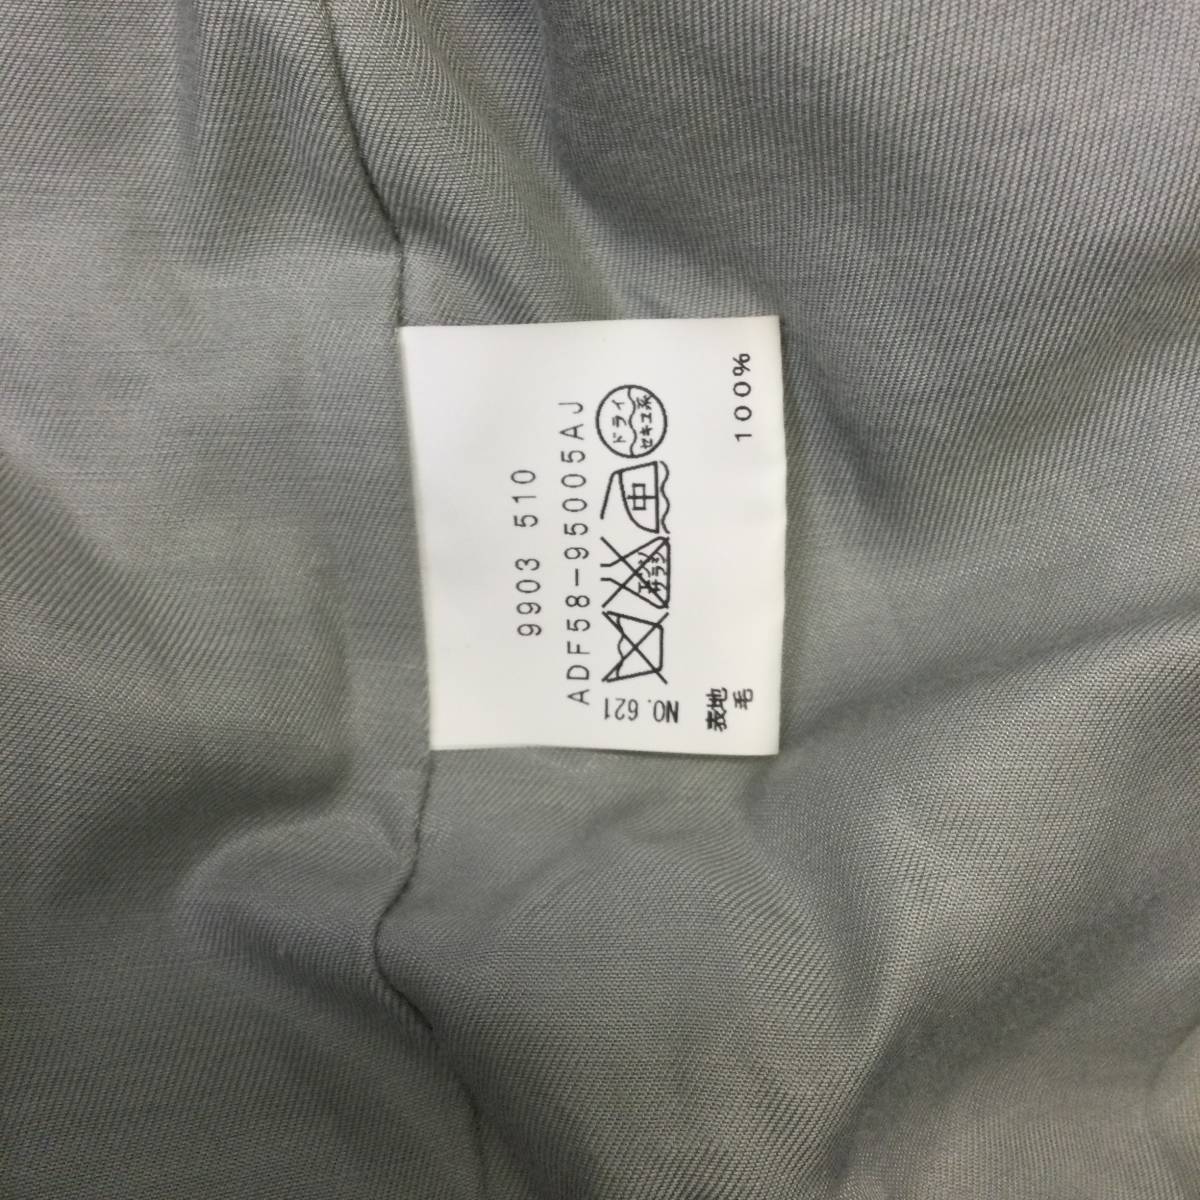 9903 510
ADF58-95005AJ
エンソ
サラシ
中
ドライ
セキユ系
NO.621
表地
毛 100%